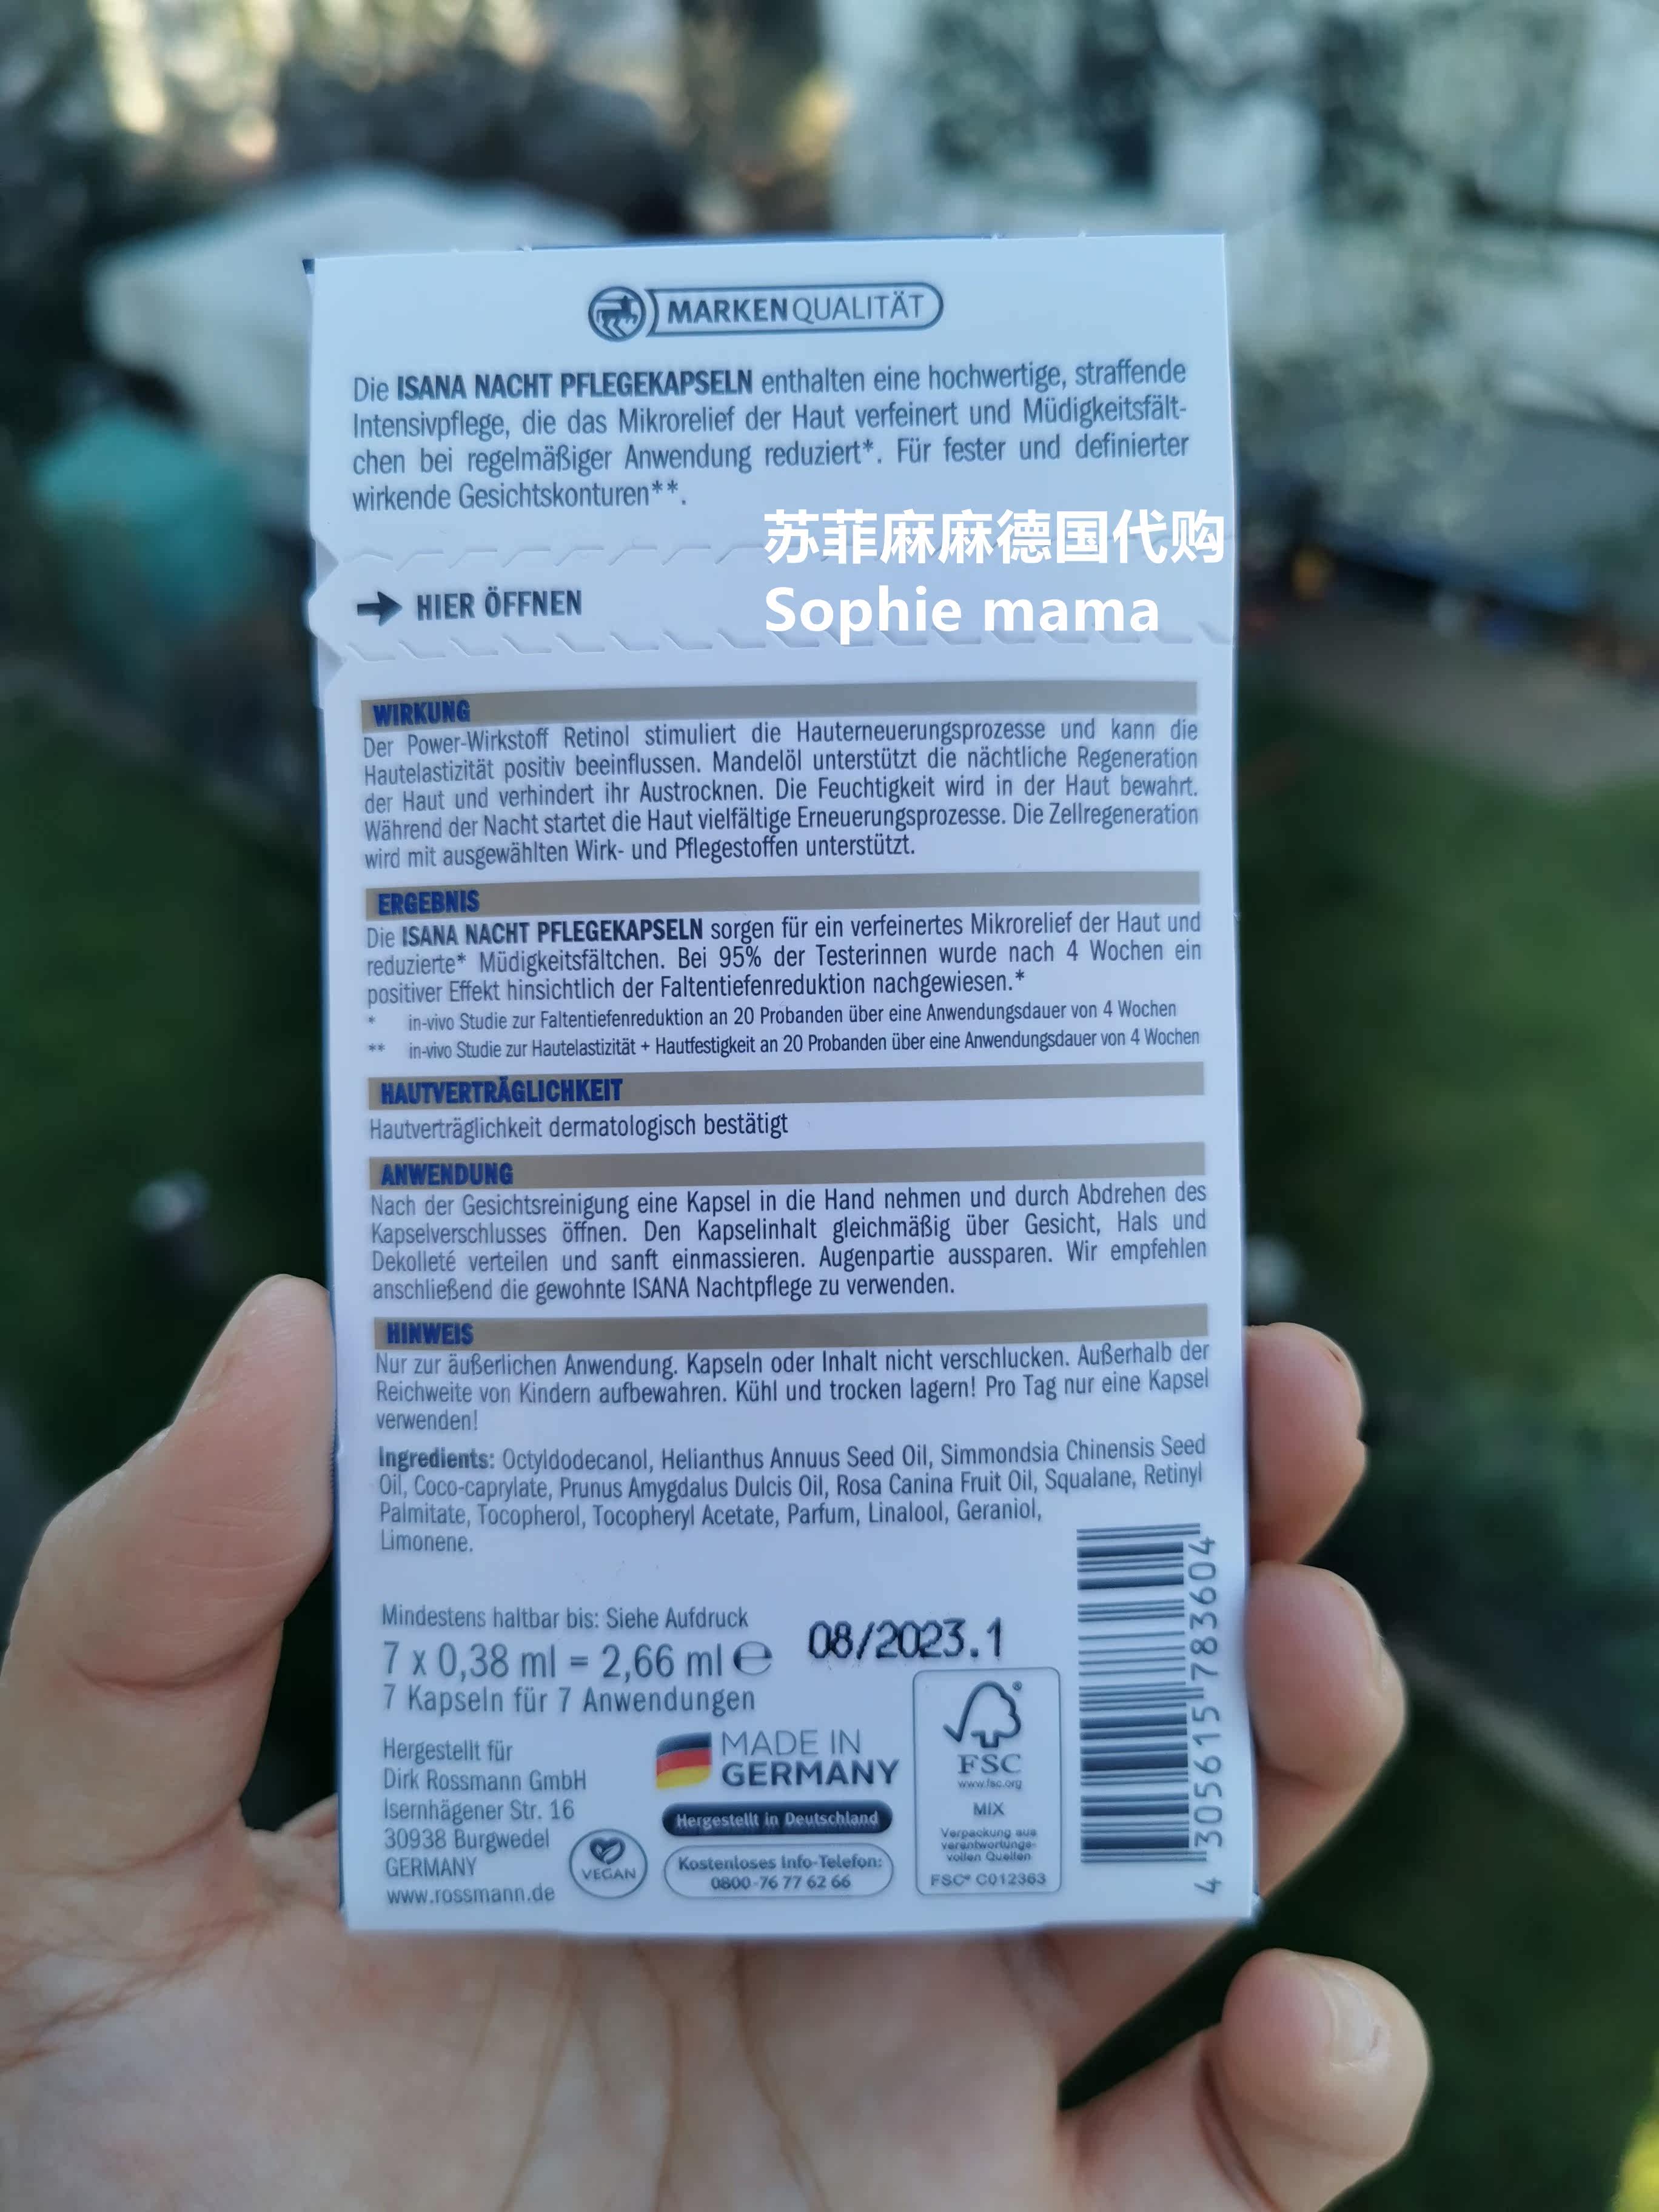 MARKENQUALITÄT
Die ISANA NACHT PFLEGEKAPSELN enthalten eine hochwertige, straffende
Intensivpflege, die das Mikrorelief der Haut verfeinert und Müdigkeitsfält-
chen bei regelmäßiger Anwendung reduziert*. Für fester und definierter
wirkende Gesichtskonturen**.
苏菲麻麻德国代购
Sophie mama
HIER ÖFFNEN
WIRKUNG
Der Power-Wirkstoff Retinol stimuliert die Hauterneuerungsprozesse und kann die
Hautelastizität positiv beeinflussen. Mandelöl unterstützt die nächtliche Regeneration
der Haut und verhindert ihr Austrocknen. Die Feuchtigkeit wird in der Haut bewahrt.
Während der Nacht startet die Haut vielfältige Erneuerungsprozesse. Die Zellregeneration
wird mit ausgewählten Wirk- und Pflegestoffen unterstützt.
ERGEBNIS
Die ISANA NACHT PFLEGEKAPSELN sorgen für ein verfeinertes Mikrorelief der Haut und
reduzierte* Müdigkeitsfältchen. Bei 95% der Testerinnen wurde nach 4 Wochen ein
positiver Effekt hinsichtlich der Faltentiefenreduktion nachgewiesen.*
* in-vivo Studie zur Faltentiefenreduktion an 20 Probanden über eine Anwendungsdauer von 4 Wochen
** in-vivo Studie zur Hautelastizität + Hautfestigkeit an 20 Probanden über eine Anwendungsdauer von 4 Wochen
HAUTVERTRÄGLICHKEIT
Hautverträglichkeit dermatologisch bestätigt
ANWENDUNG
Nach der Gesichtsreinigung eine Kapsel in die Hand nehmen und durch Abdrehen des
Kapselverschlusses öffnen. Den Kapselinhalt gleichmäßig über Gesicht, Hals und
Dekolleté verteilen und sanft einmassieren. Augenpartie aussparen. Wir empfehlen
anschließend die gewohnte ISANA Nachtpflege zu verwenden.
HINWEIS
Nur zur äußerlichen Anwendung. Kapseln oder Inhalt nicht verschlucken. Außerhalb der
Reichweite von Kindern aufbewahren. Kühl und trocken lagern! Pro Tag nur eine Kapsel
verwenden!
Ingredients: Octyldodecanol, Helianthus Annuus Seed Oil, Simmondsia Chinensis Seed
Oil, Coco-caprylate, Prunus Amygdalus Dulcis Oil, Rosa Canina Fruit Oil, Squalane, Retinyl
Palmitate, Tocopherol, Tocopheryl Acetate, Parfum, Linalool, Geraniol,
Limonene.
Mindestens haltbar bis: Siehe Aufdruck
08/2023.1
7 x 0,38 ml = 2,66 ml e
7 Kapseln für 7 Anwendungen
Hergestellt für
Dirk Rossmann GmbH
Isernhägener Str. 16
30938 Burgwedel
GERMANY
www.rossmann.de
VEGAN
MADE IN
GERMANY
Hergestellt in Deutschland
Kostenloses Info-Telefon:
0800-76 77 62 66
FSC
www.fsc.org
MIX
Verpackung aus
verantwortungs-
vollen Quellen
FSC® C012363
4 305615 783604